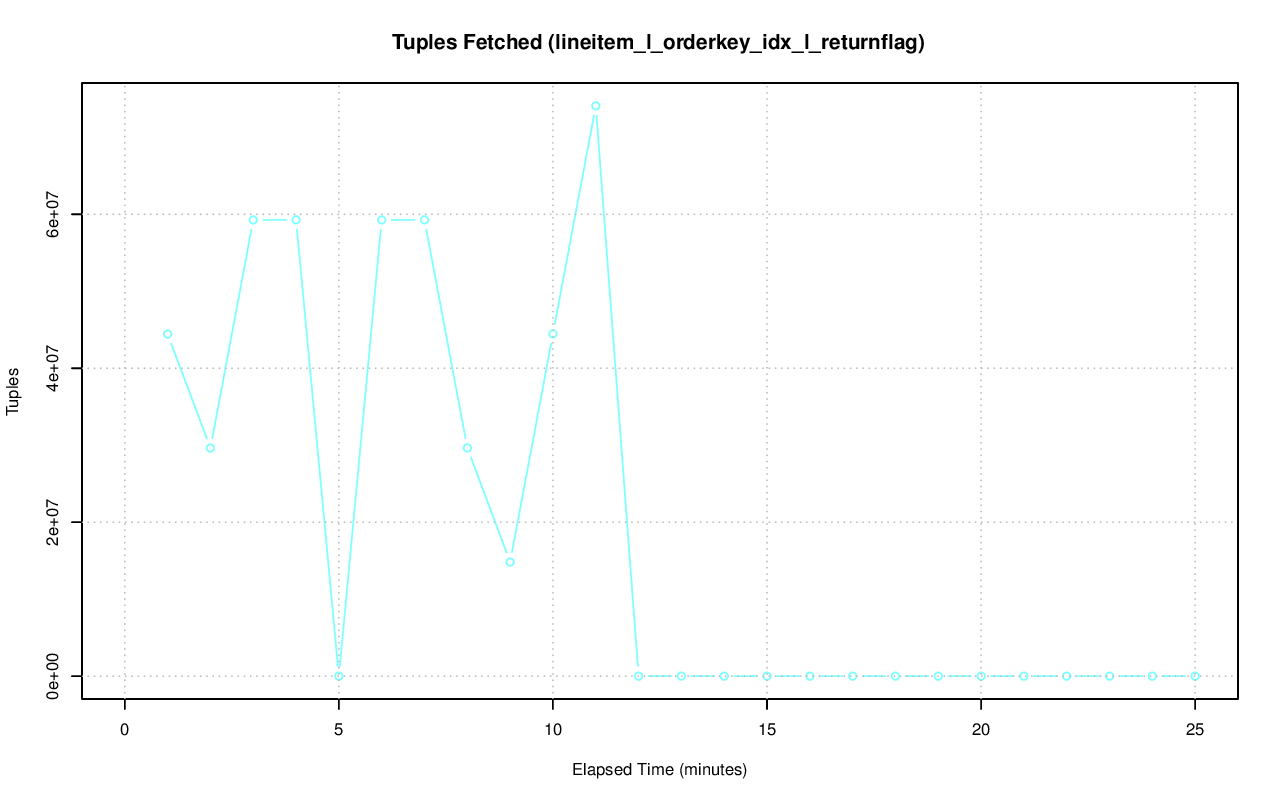 Tuples Fetched (lineitem_l_orderkey_idx_l_returnflag)
Tuples
6e+07
4e+07
2e+07
0e+00
0 5 10 15 20 25
Elapsed Time (minutes)